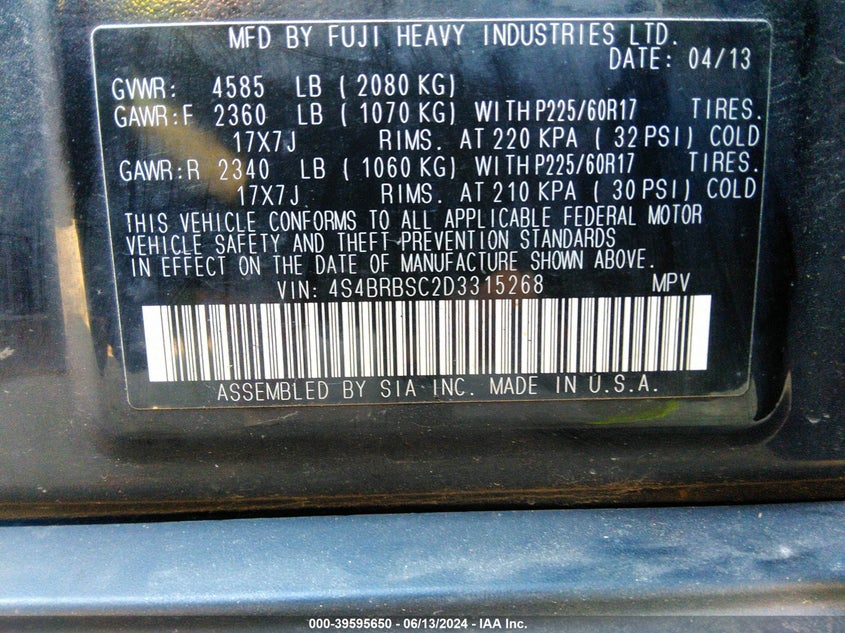 MFD BY FUJI HEAVY INDUSTRIES LTD.
DATE: 04/13
GVWR: 4585 LB ( 2080 KG)
GAWR:F 2360 LB ( 1070 KG) WITH P225/60R17 TIRES.
17X7J RIMS. AT 220 KPA ( 32 PSI) COLD
GAWR:R 2340 LB ( 1060 KG) WITH P225/60R17 TIRES.
17X7J RIMS. AT 210 KPA ( 30 PSI) COLD
THIS VEHICLE CONFORMS TO ALL APPLICABLE FEDERAL MOTOR
VEHICLE SAFETY AND THEFT PREVENTION STANDARDS
IN EFFECT ON THE DATE OF MANUFACTURE SHOWN ABOVE.
VIN: 4S4BRBSC2D3315268 MPV
ASSEMBLED BY SIA INC. MADE IN U.S.A.
000-39595650 - 06/13/2024 - IAA Inc.